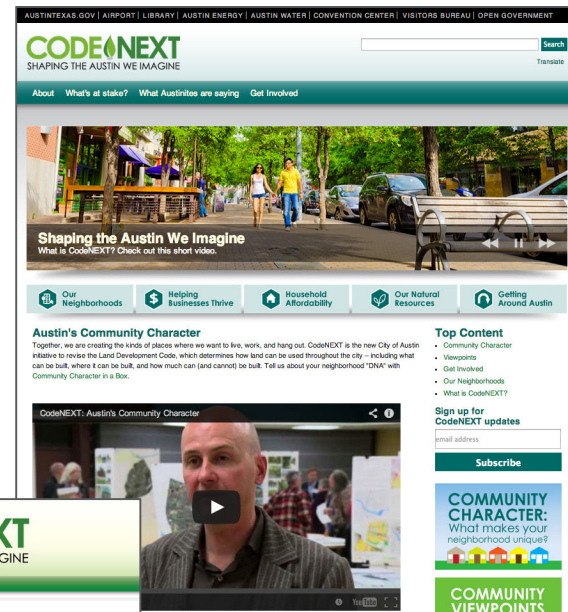 AUSTINTEXAS.GOV | AIRPORT | LIBRARY | AUSTIN ENERGY | AUSTIN WATER | CONVENTION CENTER | VISITORS BUREAU | OPEN GOVERNMENT
CODENEXT
SHAPING THE AUSTIN WE IMAGINE
Search
Translate
About What's at stake? What Austinites are saying Get Involved
Shaping the Austin We Imagine
What is CodeNEXT? Check out this short video.
Our Neighborhoods
Helping Businesses Thrive
Household Affordability
Our Natural Resources
Getting Around Austin
Austin's Community Character
Together, we are creating the kinds of places where we want to live, work, and hang out. CodeNEXT is the new City of Austin
initiative to revise the Land Development Code, which determines how land can be used throughout the city – including what
can be built, where it can be built, and how much can (and cannot) be built. Tell us about your neighborhood "DNA" with
Community Character in a Box.
CodeNEXT: Austin's Community Character
YouTube
XT
GINE
Top Content
Community Character
Viewpoints
Get Involved
Our Neighborhoods
What is CodeNEXT?
Sign up for
CodeNEXT updates
email address
Subscribe
COMMUNITY
CHARACTER:
What makes your
neighborhood unique?
COMMUNITY
VIEWPOINTS